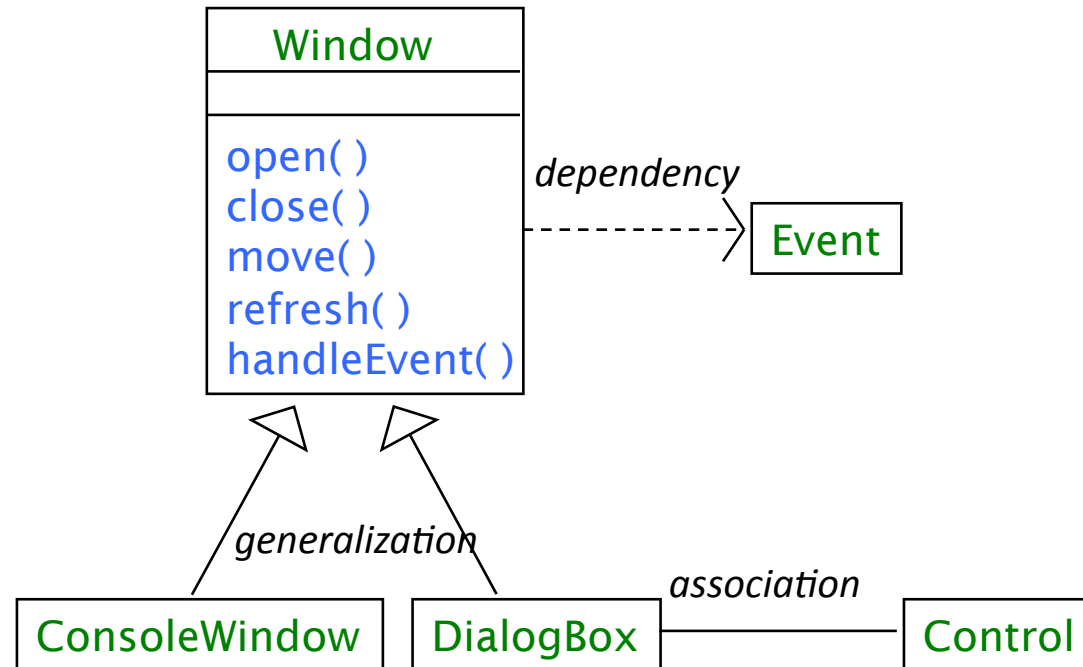 Window
open( )
close( )
move( )
refresh( )
handleEvent( )
dependency
Event
generalization
association
ConsoleWindow
DialogBox
Control